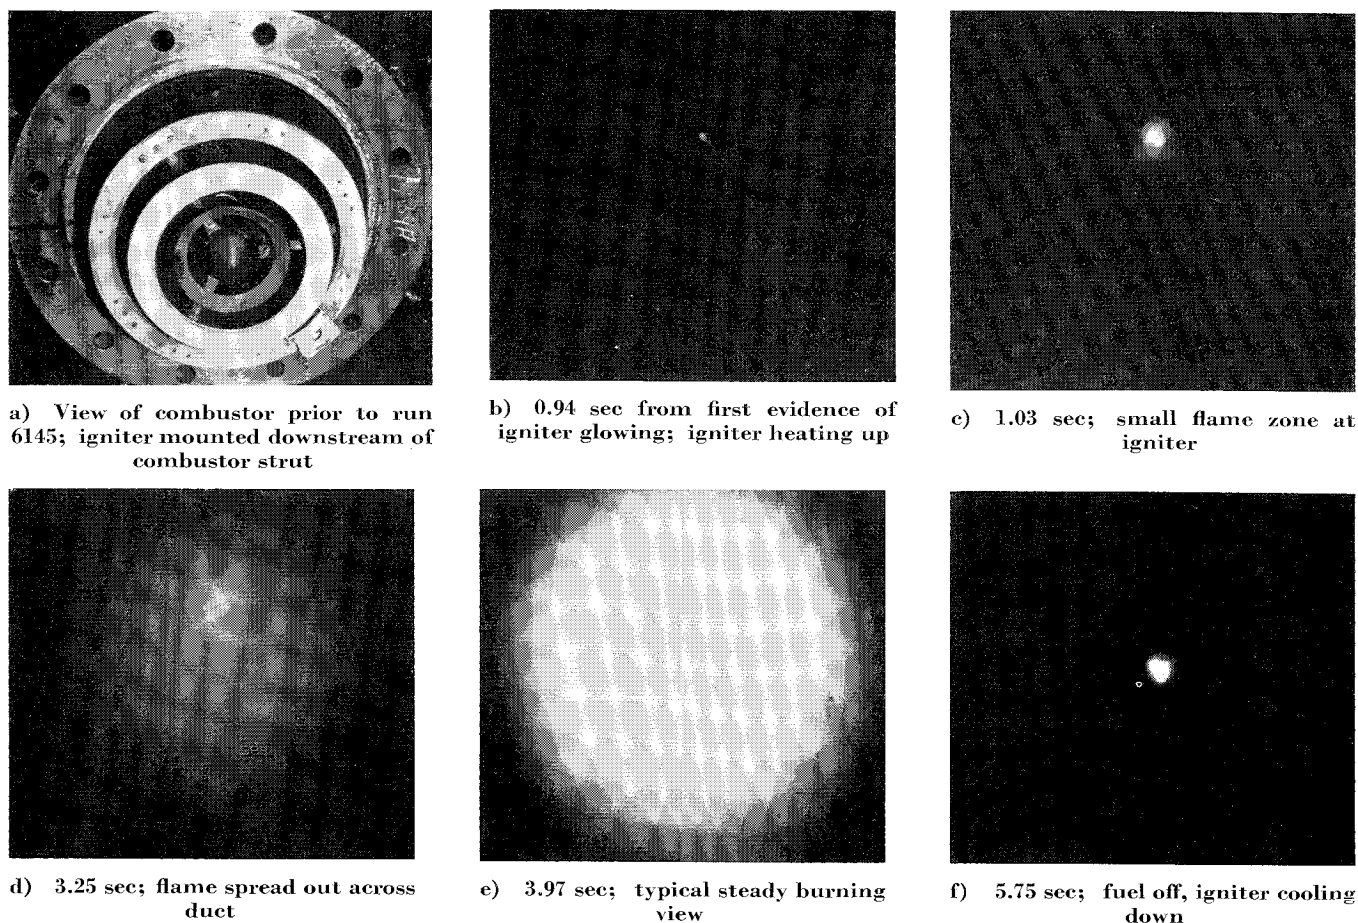 a) View of combustor prior to run
6145; igniter mounted downstream of
combustor strut
b) 0.94 sec from first evidence of
igniter glowing; igniter heating up
c) 1.03 sec; small flame zone at
igniter
d) 3.25 sec; flame spread out across
duct
e) 3.97 sec; typical steady burning
view
f) 5.75 sec; fuel off, igniter cooling
down